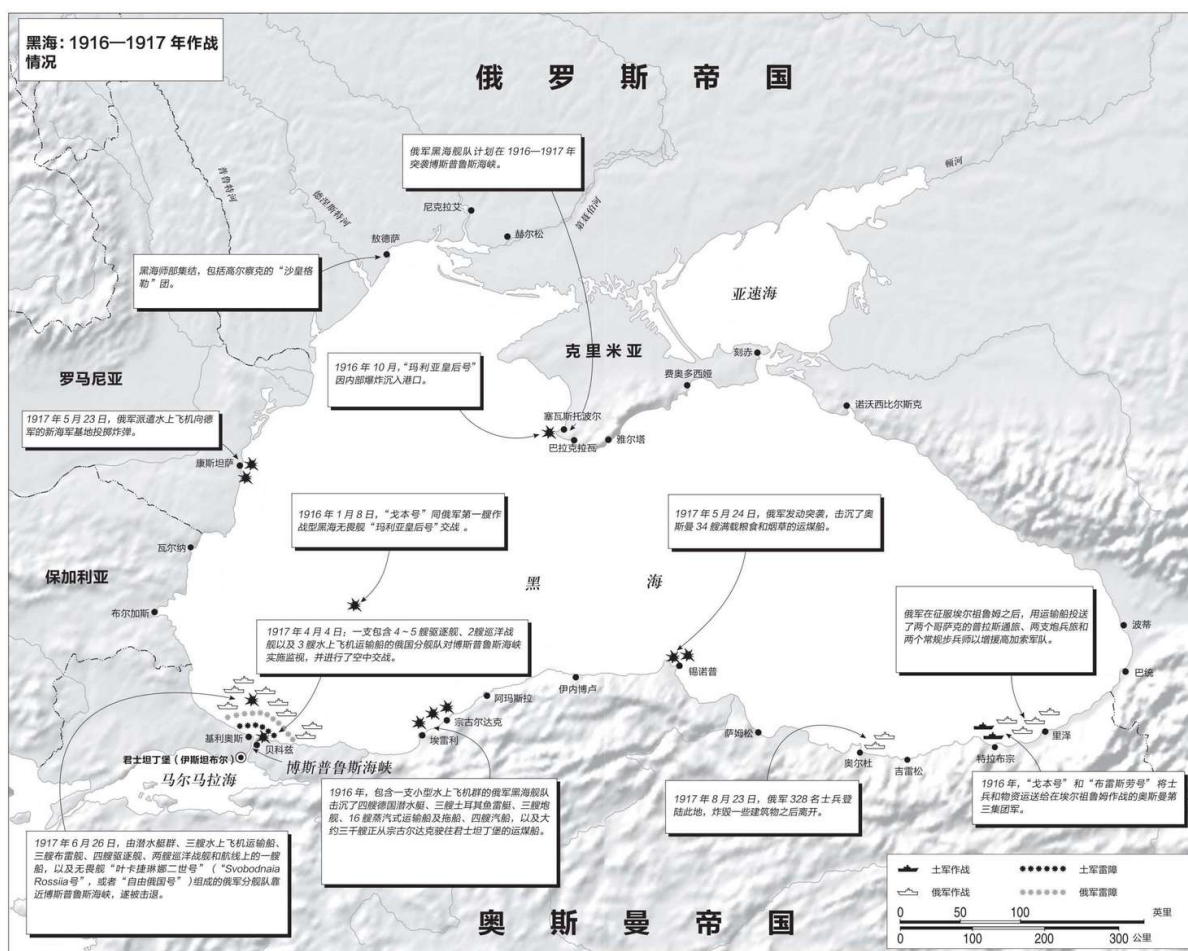 黑海：1916—1917 年作战
情况
俄罗斯帝国
俄军黑海舰队计划在 1916—1917 年
突袭博斯普鲁斯海峡。
普鲁特河
德涅斯特河
尼克拉艾
赫尔松
第聂伯河
顿河
敖德萨
黑海师部集结，包括高尔察克的“沙皇格
勒”团。
亚速海
克里米亚
刻赤
费奥多西娅
罗马尼亚
1916 年 10 月，“玛利亚皇后号”
因内部爆炸沉入港口。
诺沃西比尔斯克
1917 年 5 月 23 日，俄军派遣水上飞机向德
军的新海军基地投掷炸弹。
塞瓦斯托波尔
巴拉克拉瓦
雅尔塔
康斯坦萨
1916 年 1 月 8 日，“戈本号”同俄军第一艘作
战型黑海无畏舰“玛利亚皇后号”交战 。
1917 年 5 月 24 日，俄军发动突袭，击沉了奥
斯曼 34 艘满载粮食和烟草的运煤船。
瓦尔纳
保加利亚
黑海
布尔加斯
俄军在征服埃尔祖鲁姆之后，用运输船投送
了两个哥萨克的普拉斯通旅、两支炮兵旅和
两个常规步兵师以增援高加索军队。
1917 年 4 月 4 日；一支包含 4～5 艘驱逐舰、2艘巡洋战
舰以及 3 艘水上飞机运输船的俄国分舰队对博斯普鲁斯海峡
实施监视，并进行了空中交战。
波蒂
巴统
锡诺普
伊内博卢
阿玛斯拉
宗古尔达克
埃雷利
基利奥斯
贝科兹
君士坦丁堡（伊斯坦布尔）
博斯普鲁斯海峡
马尔马拉海
萨姆松
奥尔杜
吉雷松
特拉布宗
里泽
1916 年，包含一支小型水上飞机群的俄军黑海舰队
击沉了四艘德国潜水艇、三艘土耳其鱼雷艇、三艘炮
舰、16 艘蒸汽式运输船及拖船、四艘汽船，以及大
约三千艘正从宗古尔达克驶往君士坦丁堡的运煤船。
1917 年 8 月 23 日，俄军 328 名士兵登
陆此地，炸毁一些建筑物之后离开。
1916 年，“戈本号”和“布雷斯劳号”将士
兵和物资运送给在埃尔祖鲁姆作战的奥斯曼第
三集团军。
1917 年 6 月 26 日，由潜水艇群、三艘水上飞机运输船、
三艘布雷舰、四艘驱逐舰、两艘巡洋战舰和航线上的一艘
船，以及无畏舰“叶卡捷琳娜二世号”（“Svobodnaia
Rossiia号”，或者“自由俄国号”）组成的俄军分舰队靠
近博斯普鲁斯海峡，遂被击退。
奥斯曼帝国
土军作战
土军雷障
俄军作战
俄军雷障
0 50 100 英里
0 100 200 300 公里